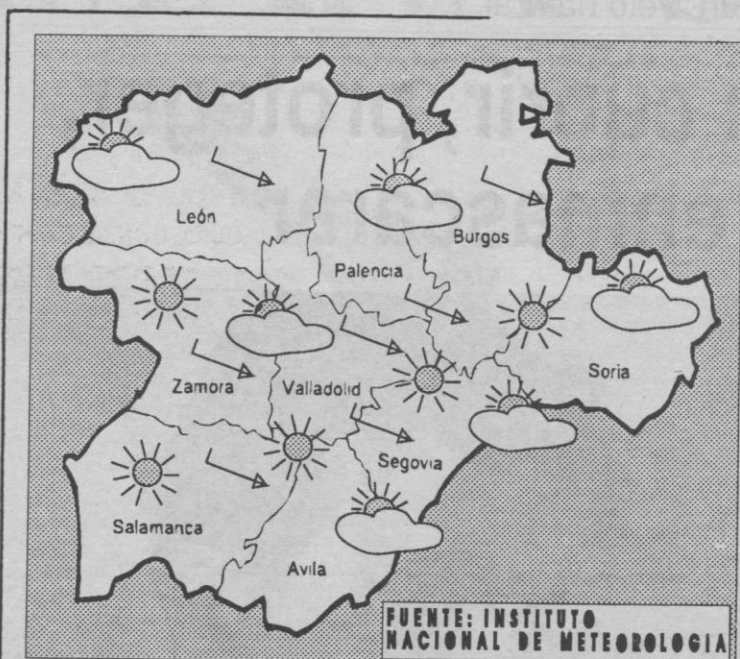 León
Burgos
Palencia
Soria
Zamora
Valladolid
Segovia
Salamanca
Avila
FUENTE: INSTITUTO
NACIONAL DE METEOROLOGIA